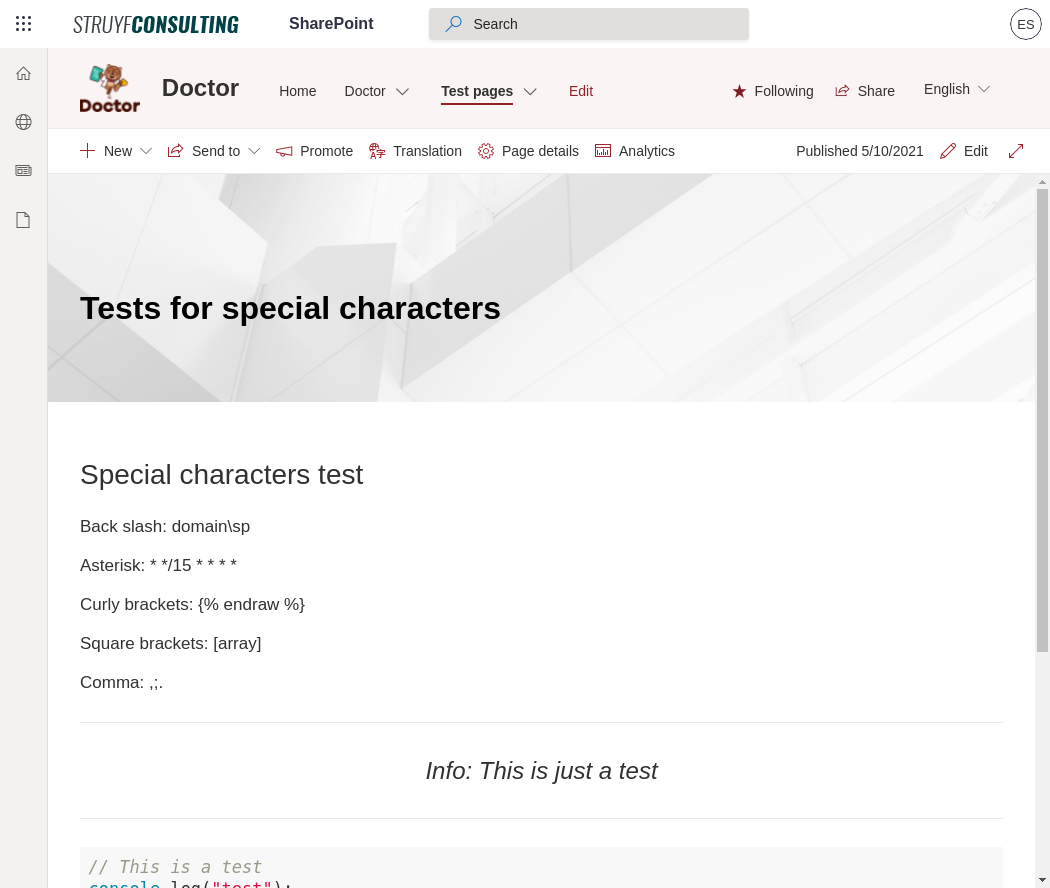 STRUYFCONSULTING SharePoint Search ES
Doctor Doctor Home Doctor Test pages Edit Following Share English
New Send to Promote Translation Page details Analytics Published 5/10/2021 Edit
Tests for special characters
Special characters test
Back slash: domain\sp
Asterisk: * */15 * * * *
Curly brackets: {% endraw %}
Square brackets: [array]
Comma: ,;.
Info: This is just a test
// This is a test
console.log("test");